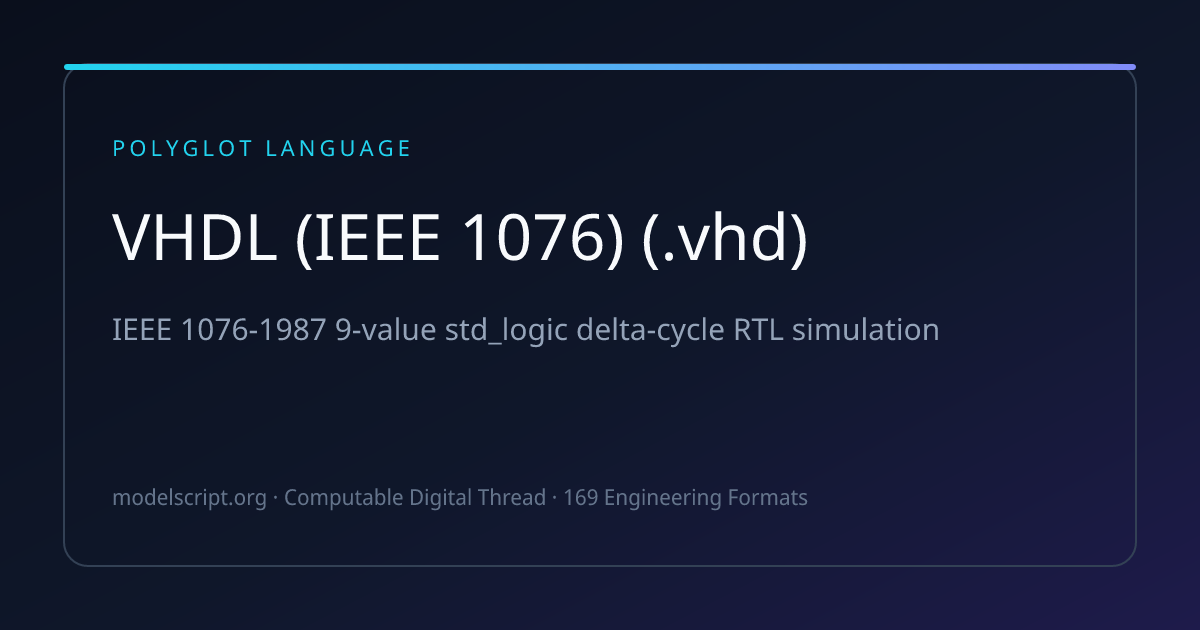 POLYGLOT LANGUAGE
VHDL (IEEE 1076) (.vhd)
IEEE 1076-1987 9-value std_logic delta-cycle RTL simulation
modelscript.org · Computable Digital Thread · 169 Engineering Formats